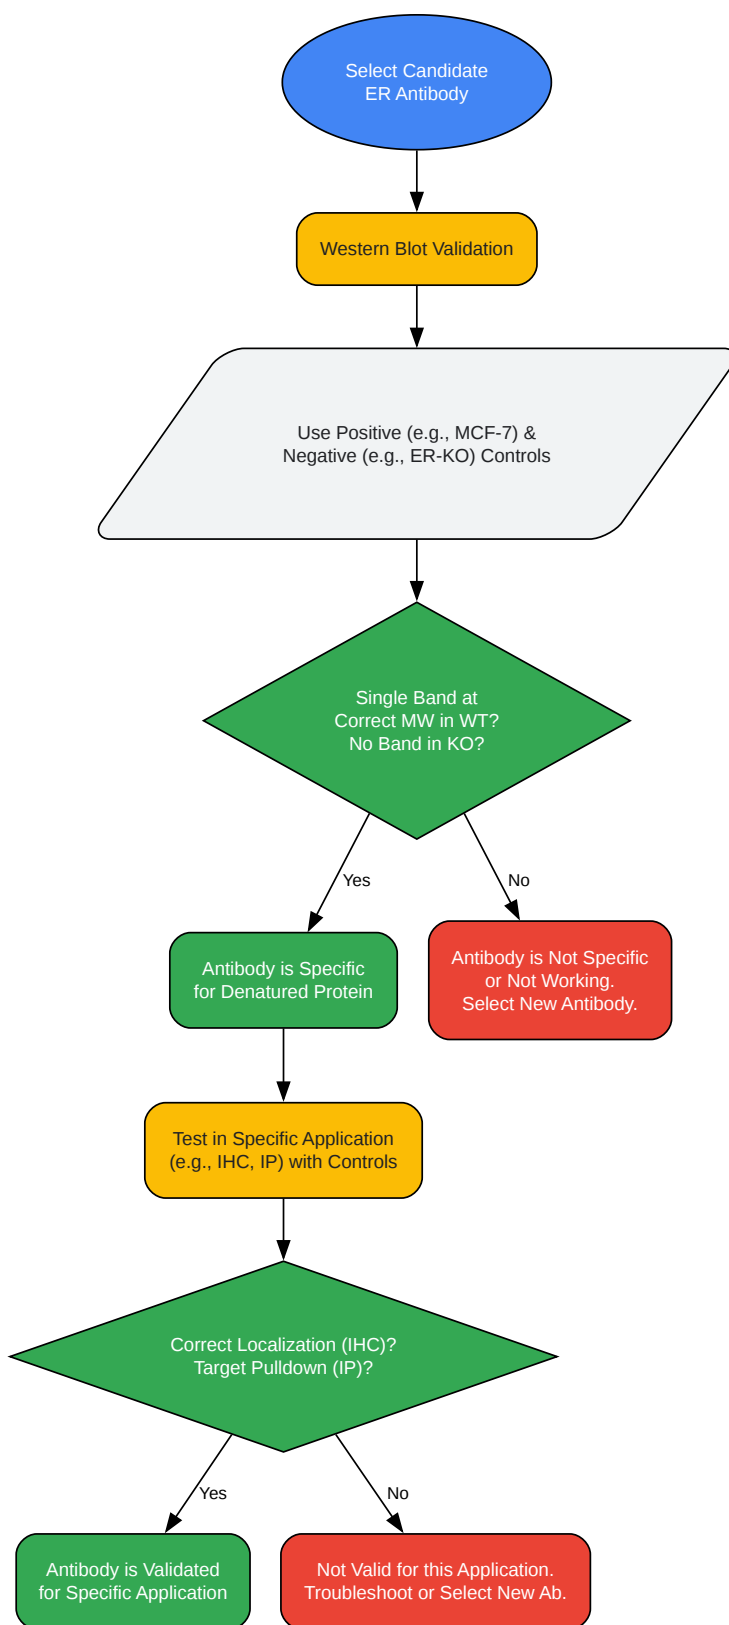 Select Candidate
ER Antibody
Western Blot Validation
Use Positive (e.g., MCF-7) &
Negative (e.g., ER-KO) Controls
Single Band at
Correct MW in WT?
No Band in KO?
Yes
No
Antibody is Specific
for Denatured Protein
Antibody is Not Specific
or Not Working.
Select New Antibody.
Test in Specific Application
(e.g., IHC, IP) with Controls
Correct Localization (IHC)?
Target Pulldown (IP)?
Yes
No
Antibody is Validated
for Specific Application
Not Valid for this Application.
Troubleshoot or Select New Ab.